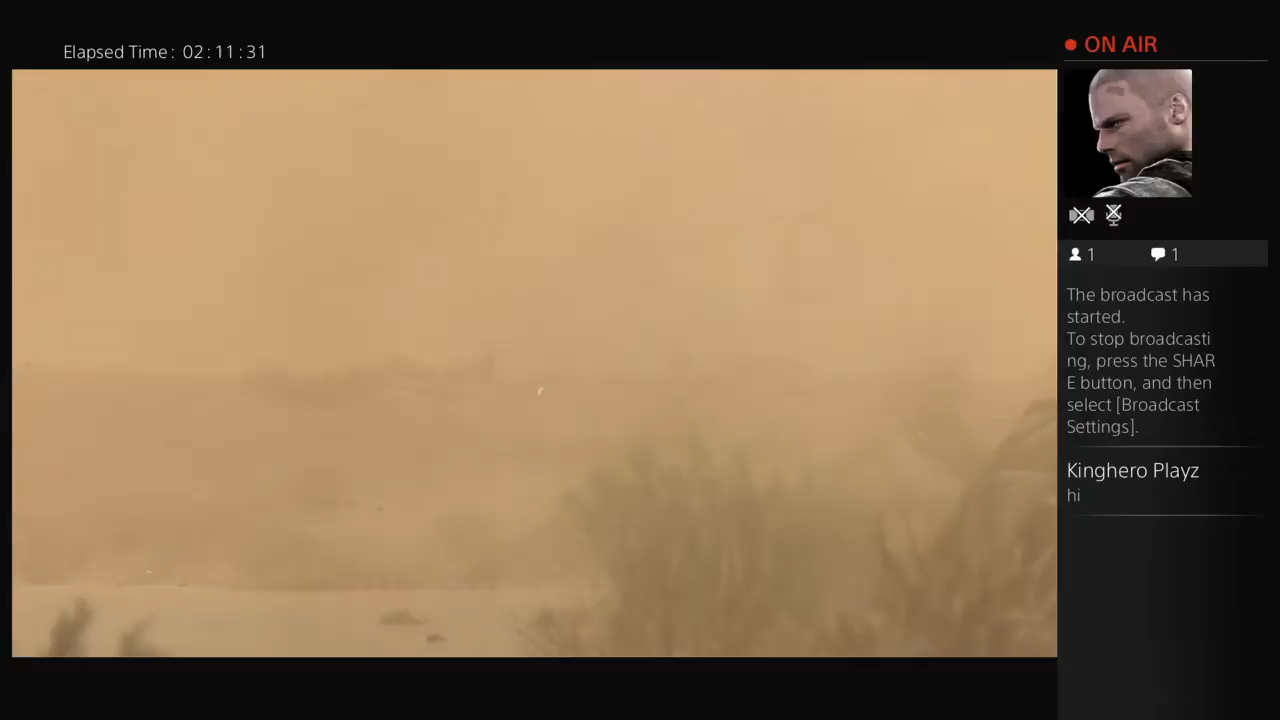 Elapsed Time: 02:11:31
ON AIR
1 1
The broadcast has
started.
To stop broadcasti
ng, press the SHAR
E button, and then
select [Broadcast
Settings].
Kinghero Playz
hi